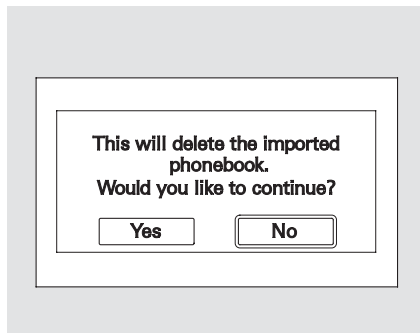 This will delete the imported
phonebook.
Would you like to continue?
Yes No